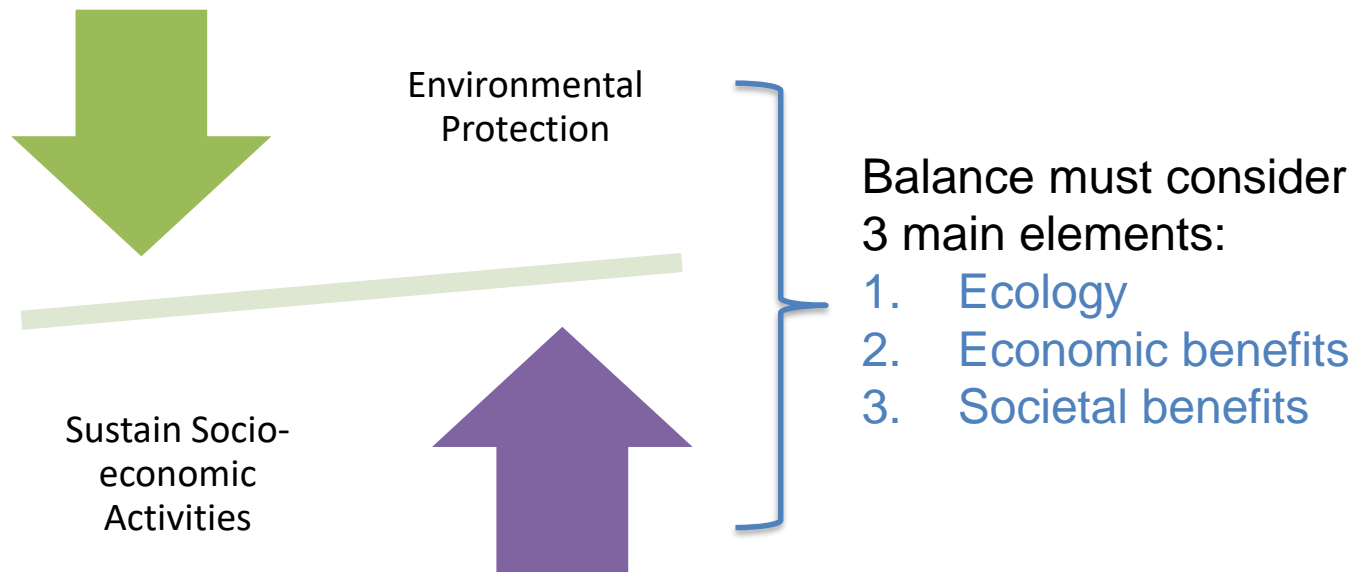 Environmental
Protection
Sustain Socio-
economic
Activities
Balance must consider
3 main elements:
1. Ecology
2. Economic benefits
3. Societal benefits